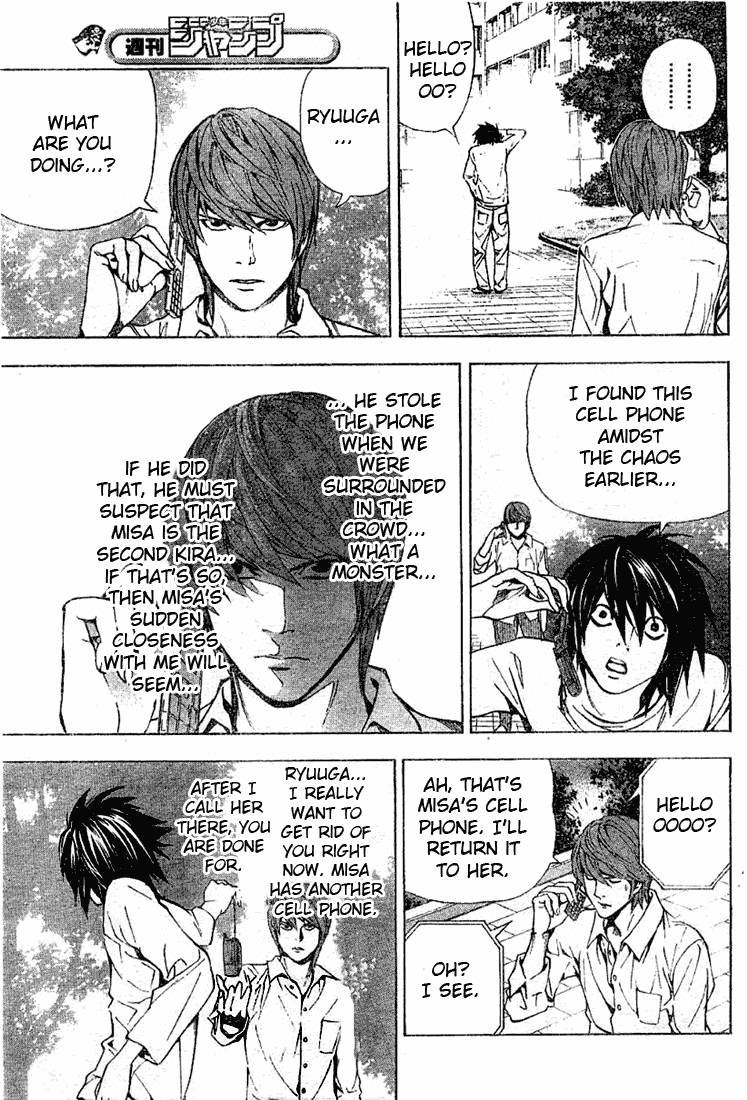 ......
HELLO?
HELLO
OO?
週刊 少年ジャンプ
RYUUGA
...
WHAT
ARE YOU
DOING...?
I FOUND THIS
CELL PHONE
AMIDST
THE CHAOS
EARLIER...
... HE STOLE
THE PHONE
WHEN WE
WERE
SURROUNDED
IN THE
CROWD...
WHAT A
MONSTER...
IF HE DID
THAT, HE MUST
SUSPECT THAT
MISA IS THE
SECOND KIRA...
IF THAT'S SO,
THEN MISA'S
SUDDEN
CLOSENESS
WITH ME WILL
SEEM...
HELLO
OOOO?
AH, THAT'S
MISA'S CELL
PHONE. I'LL
RETURN IT
TO HER.
OH?
I SEE.
RYUUGA...
I REALLY
WANT TO
GET RID OF
YOU RIGHT
NOW. MISA
HAS ANOTHER
CELL PHONE.
AFTER I
CALL HER
THERE, YOU
ARE DONE
FOR.